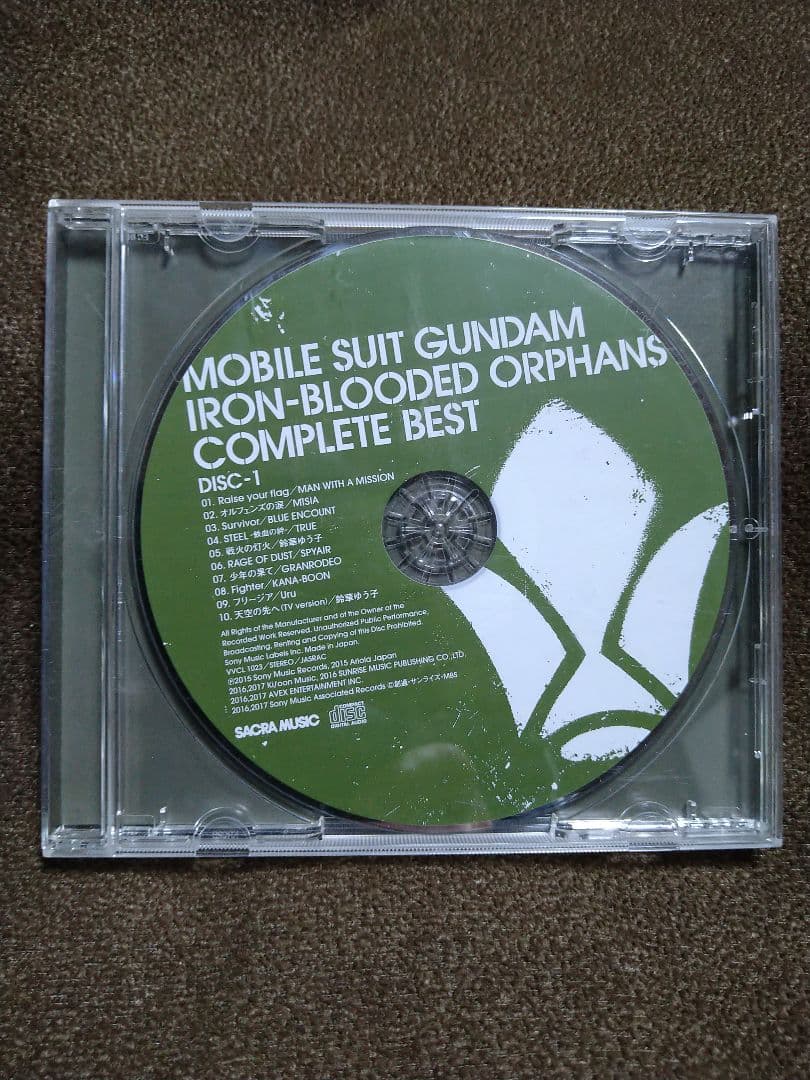 MOBILE SUIT GUNDAM
IRON-BLOODED ORPHANS
COMPLETE BEST
DISC-1
01. Raise your flag／MAN WITH A MISSION
02. オルフェンズの涙／MISIA
03. Survivor／BLUE ENCOUNT
04. STEEL -鉄血の絆-／TRUE
05. 戦火の灯火／鈴華ゆう子
06. RAGE OF DUST／SPYAIR
07. 少年の果て／GRANRODEO
08. Fighter／KANA-BOON
09. フリージア／Uru
10. 天空の先へ(TV version)／鈴華ゆう子
All Rights of the Manufacturer and of the Owner of the
Recorded Work Reserved. Unauthorized Public Performance,
Broadcasting, Renting and Copying of this Disc Prohibited.
Sony Music Labels Inc. Made in Japan.
VVCL 1022／STEREO／JASRAC
℗2015 Sony Music Records, 2015 Ariola Japan
2016,2017 Ki/oon Music, 2016 SUNRISE MUSIC PUBLISHING CO.,LTD.
2016,2017 AVEX ENTERTAINMENT INC.
2016,2017 Sony Music Associated Records ©創通・サンライズ・MBS
SACRA MUSIC
COMPACT
disc
DIGITAL AUDIO